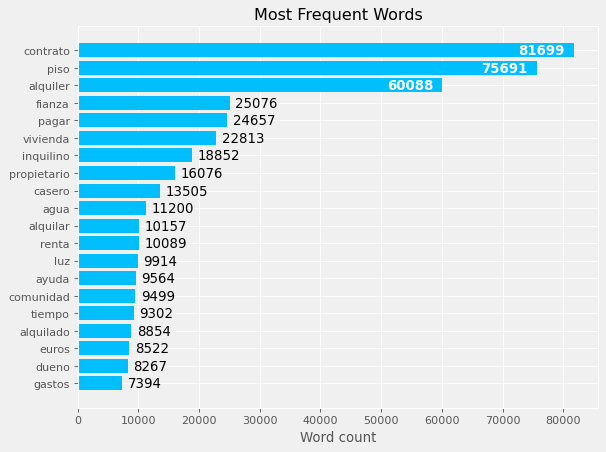 Most Frequent Words
contrato 81699
piso 75691
alquiler 60088
fianza 25076
pagar 24657
vivienda 22813
inquilino 18852
propietario 16076
casero 13505
agua 11200
alquilar 10157
renta 10089
luz 9914
ayuda 9564
comunidad 9499
tiempo 9302
alquilado 8854
euros 8522
dueno 8267
gastos 7394
0 10000 20000 30000 40000 50000 60000 70000 80000
Word count